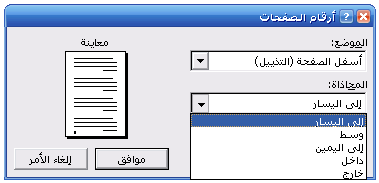 أرقام الصفحات
الموضع:
أسفل الصفحة (التذييل)
معاينة
المحاذاة:
إلى اليسار
إلى اليسار
وسط
إلى اليمين
داخل
خارج
موافق
إلغاء الأمر